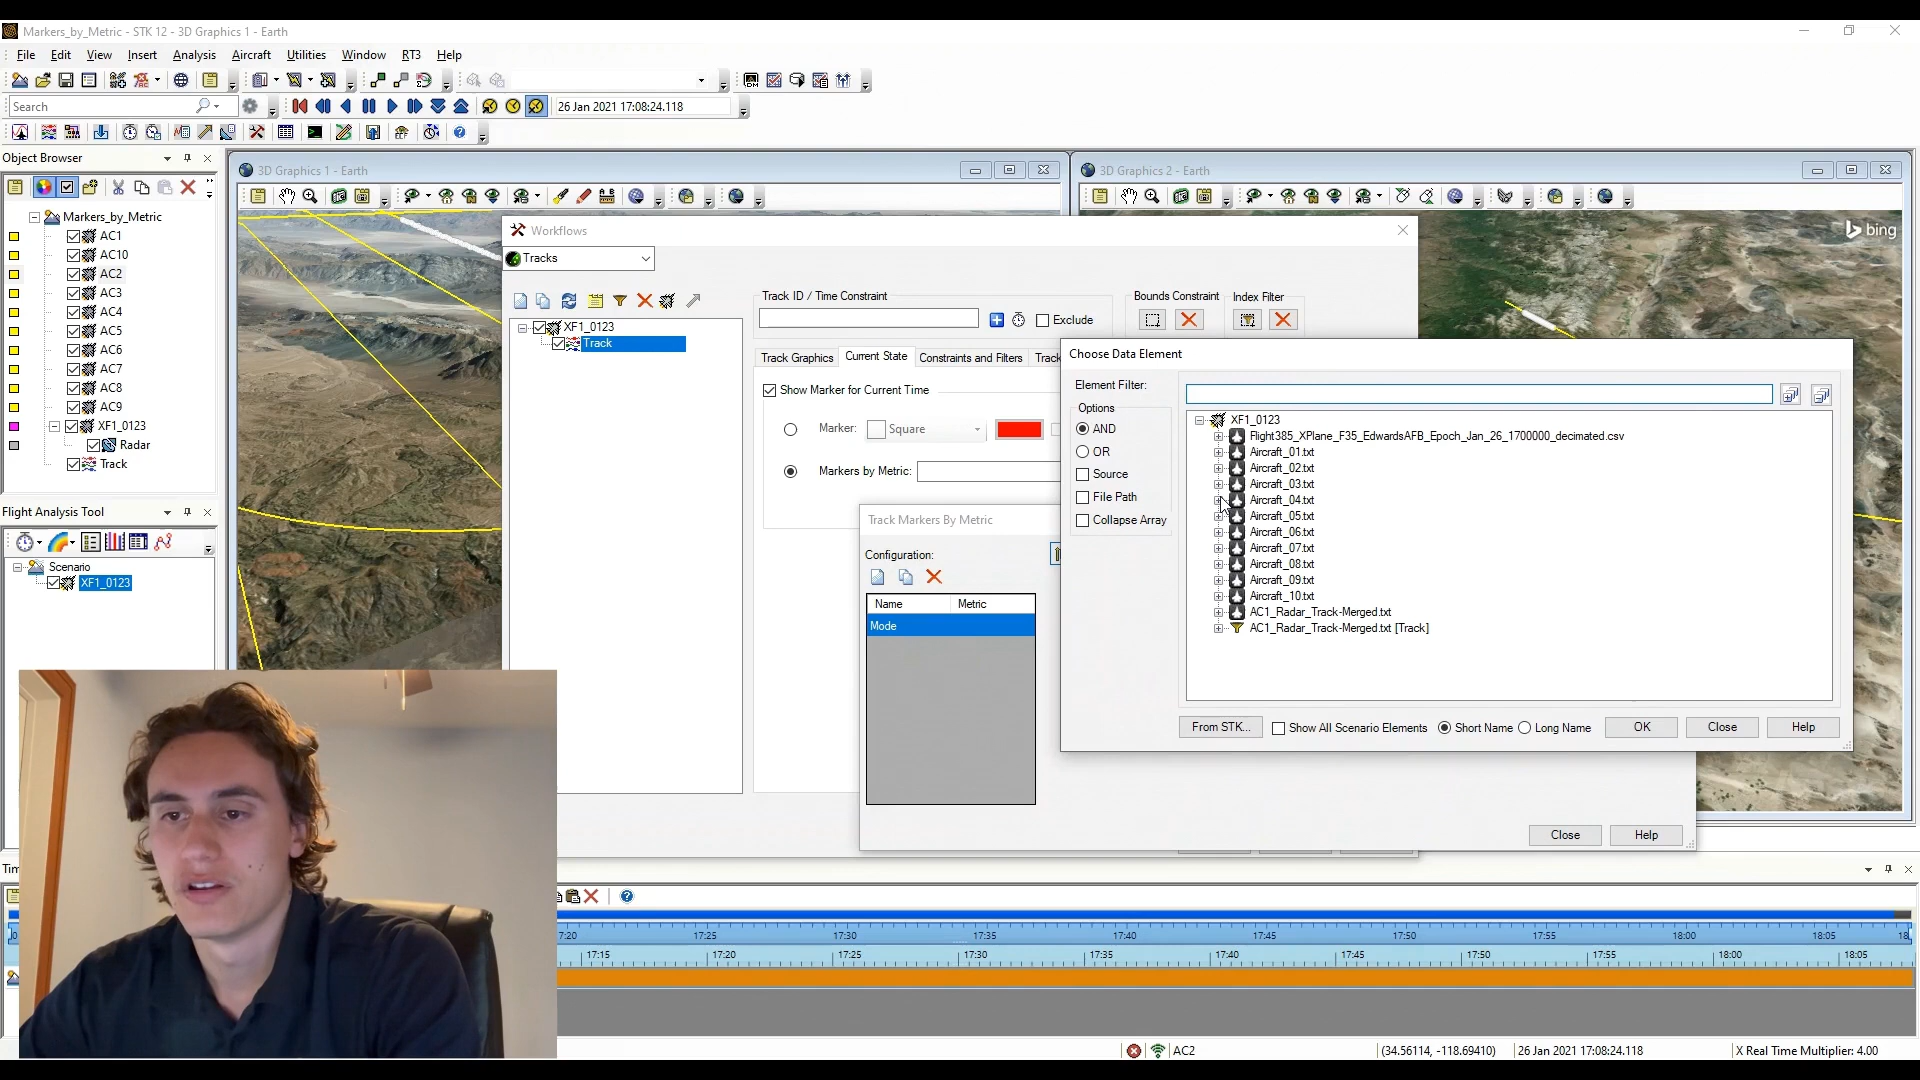 Markers_by_Metric - STK 12 - 3D Graphics 1 - Earth
File Edit View Insert Analysis Aircraft Utilities Window RT3 Help
Search
26 Jan 2021 17:08:24.118
Object Browser
Markers_by_Metric
AC1
AC10
AC2
AC3
AC4
AC5
AC6
AC7
AC8
AC9
XF1_0123
Radar
Track
Flight Analysis Tool
Scenario
XF1_0123
3D Graphics 1 - Earth
3D Graphics 2 - Earth
bing
Workflows
Tracks
XF1_0123
Track
Track ID / Time Constraint
Exclude
Bounds Constraint
Index Filter
Track Graphics
Current State
Constraints and Filters
Track
Show Marker for Current Time
Marker:
Square
Markers by Metric:
Track Markers By Metric
Configuration:
Name Metric
Mode
Close
Help
Choose Data Element
Element Filter:
Options
AND
OR
Source
File Path
Collapse Array
XF1_0123
Flight385_XPlane_F35_EdwardsAFB_Epoch_Jan_26_1700000_decimated.csv
Aircraft_01.txt
Aircraft_02.txt
Aircraft_03.txt
Aircraft_04.txt
Aircraft_05.txt
Aircraft_06.txt
Aircraft_07.txt
Aircraft_08.txt
Aircraft_09.txt
Aircraft_10.txt
AC1_Radar_Track-Merged.txt
AC1_Radar_Track-Merged.txt [Track]
From STK...
Show All Scenario Elements
Short Name
Long Name
OK
Close
Help
Tim
17:20 17:25 17:30 17:35 17:40 17:45 17:50 17:55 18:00 18:05 18:
17:15 17:20 17:25 17:30 17:35 17:40 17:45 17:50 17:55 18:00 18:05
AC2
(34.56114, -118.69410)
26 Jan 2021 17:08:24.118
X Real Time Multiplier: 4.00